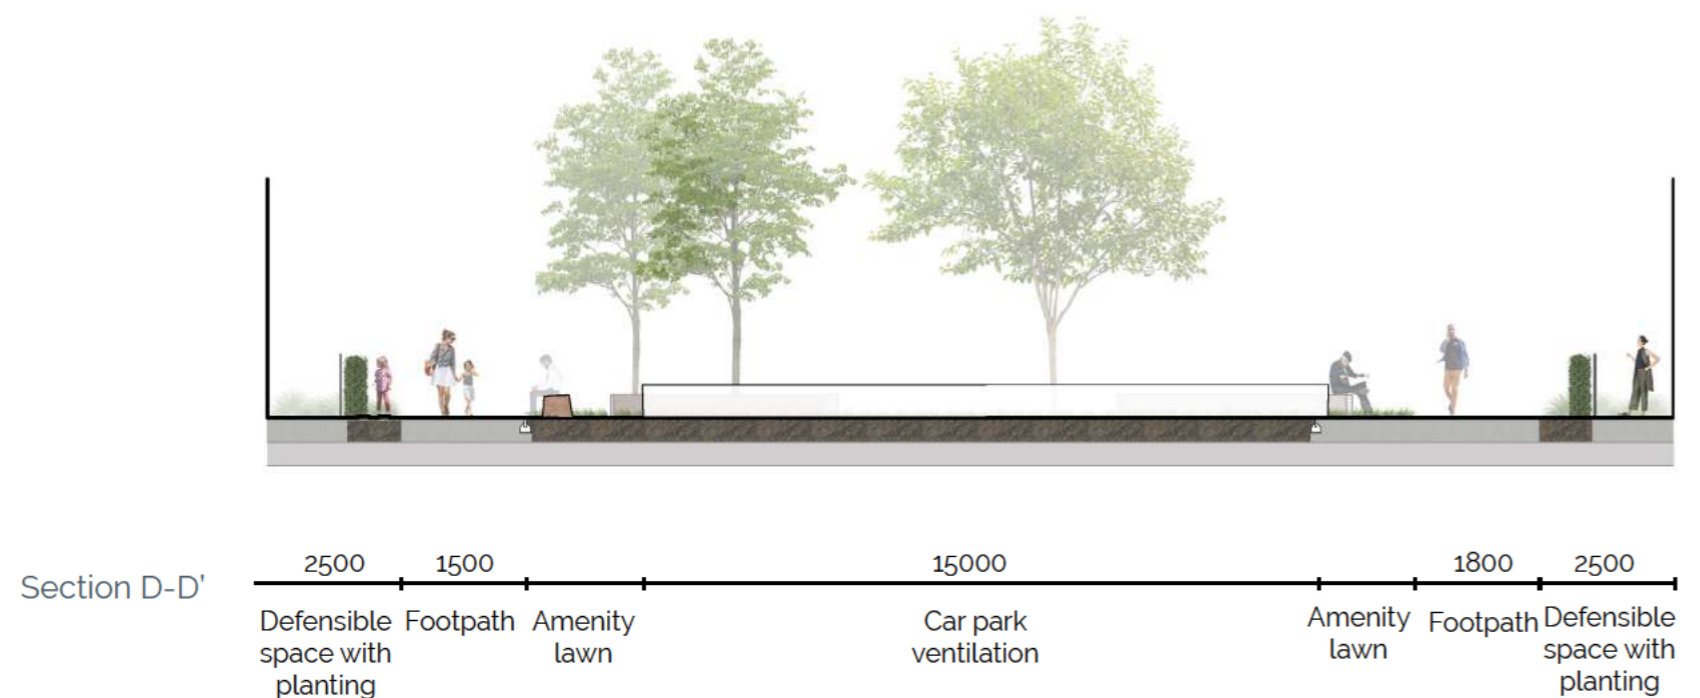 2500 1500 15000 1800 2500
Section D-D'
Defensible Footpath Amenity Car park Amenity Footpath Defensible
space with lawn ventilation lawn space with
planting planting